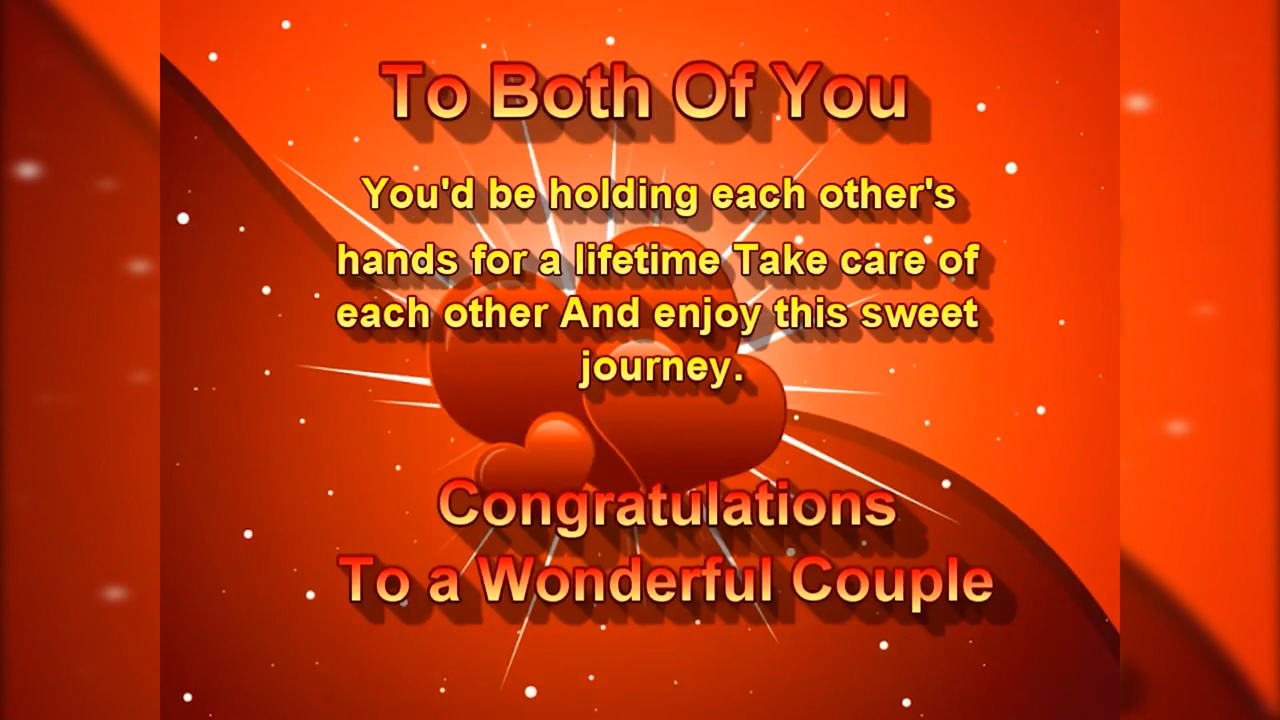 To Both Of You
You'd be holding each other's
hands for a lifetime Take care of
each other And enjoy this sweet
journey.
Congratulations
To a Wonderful Couple